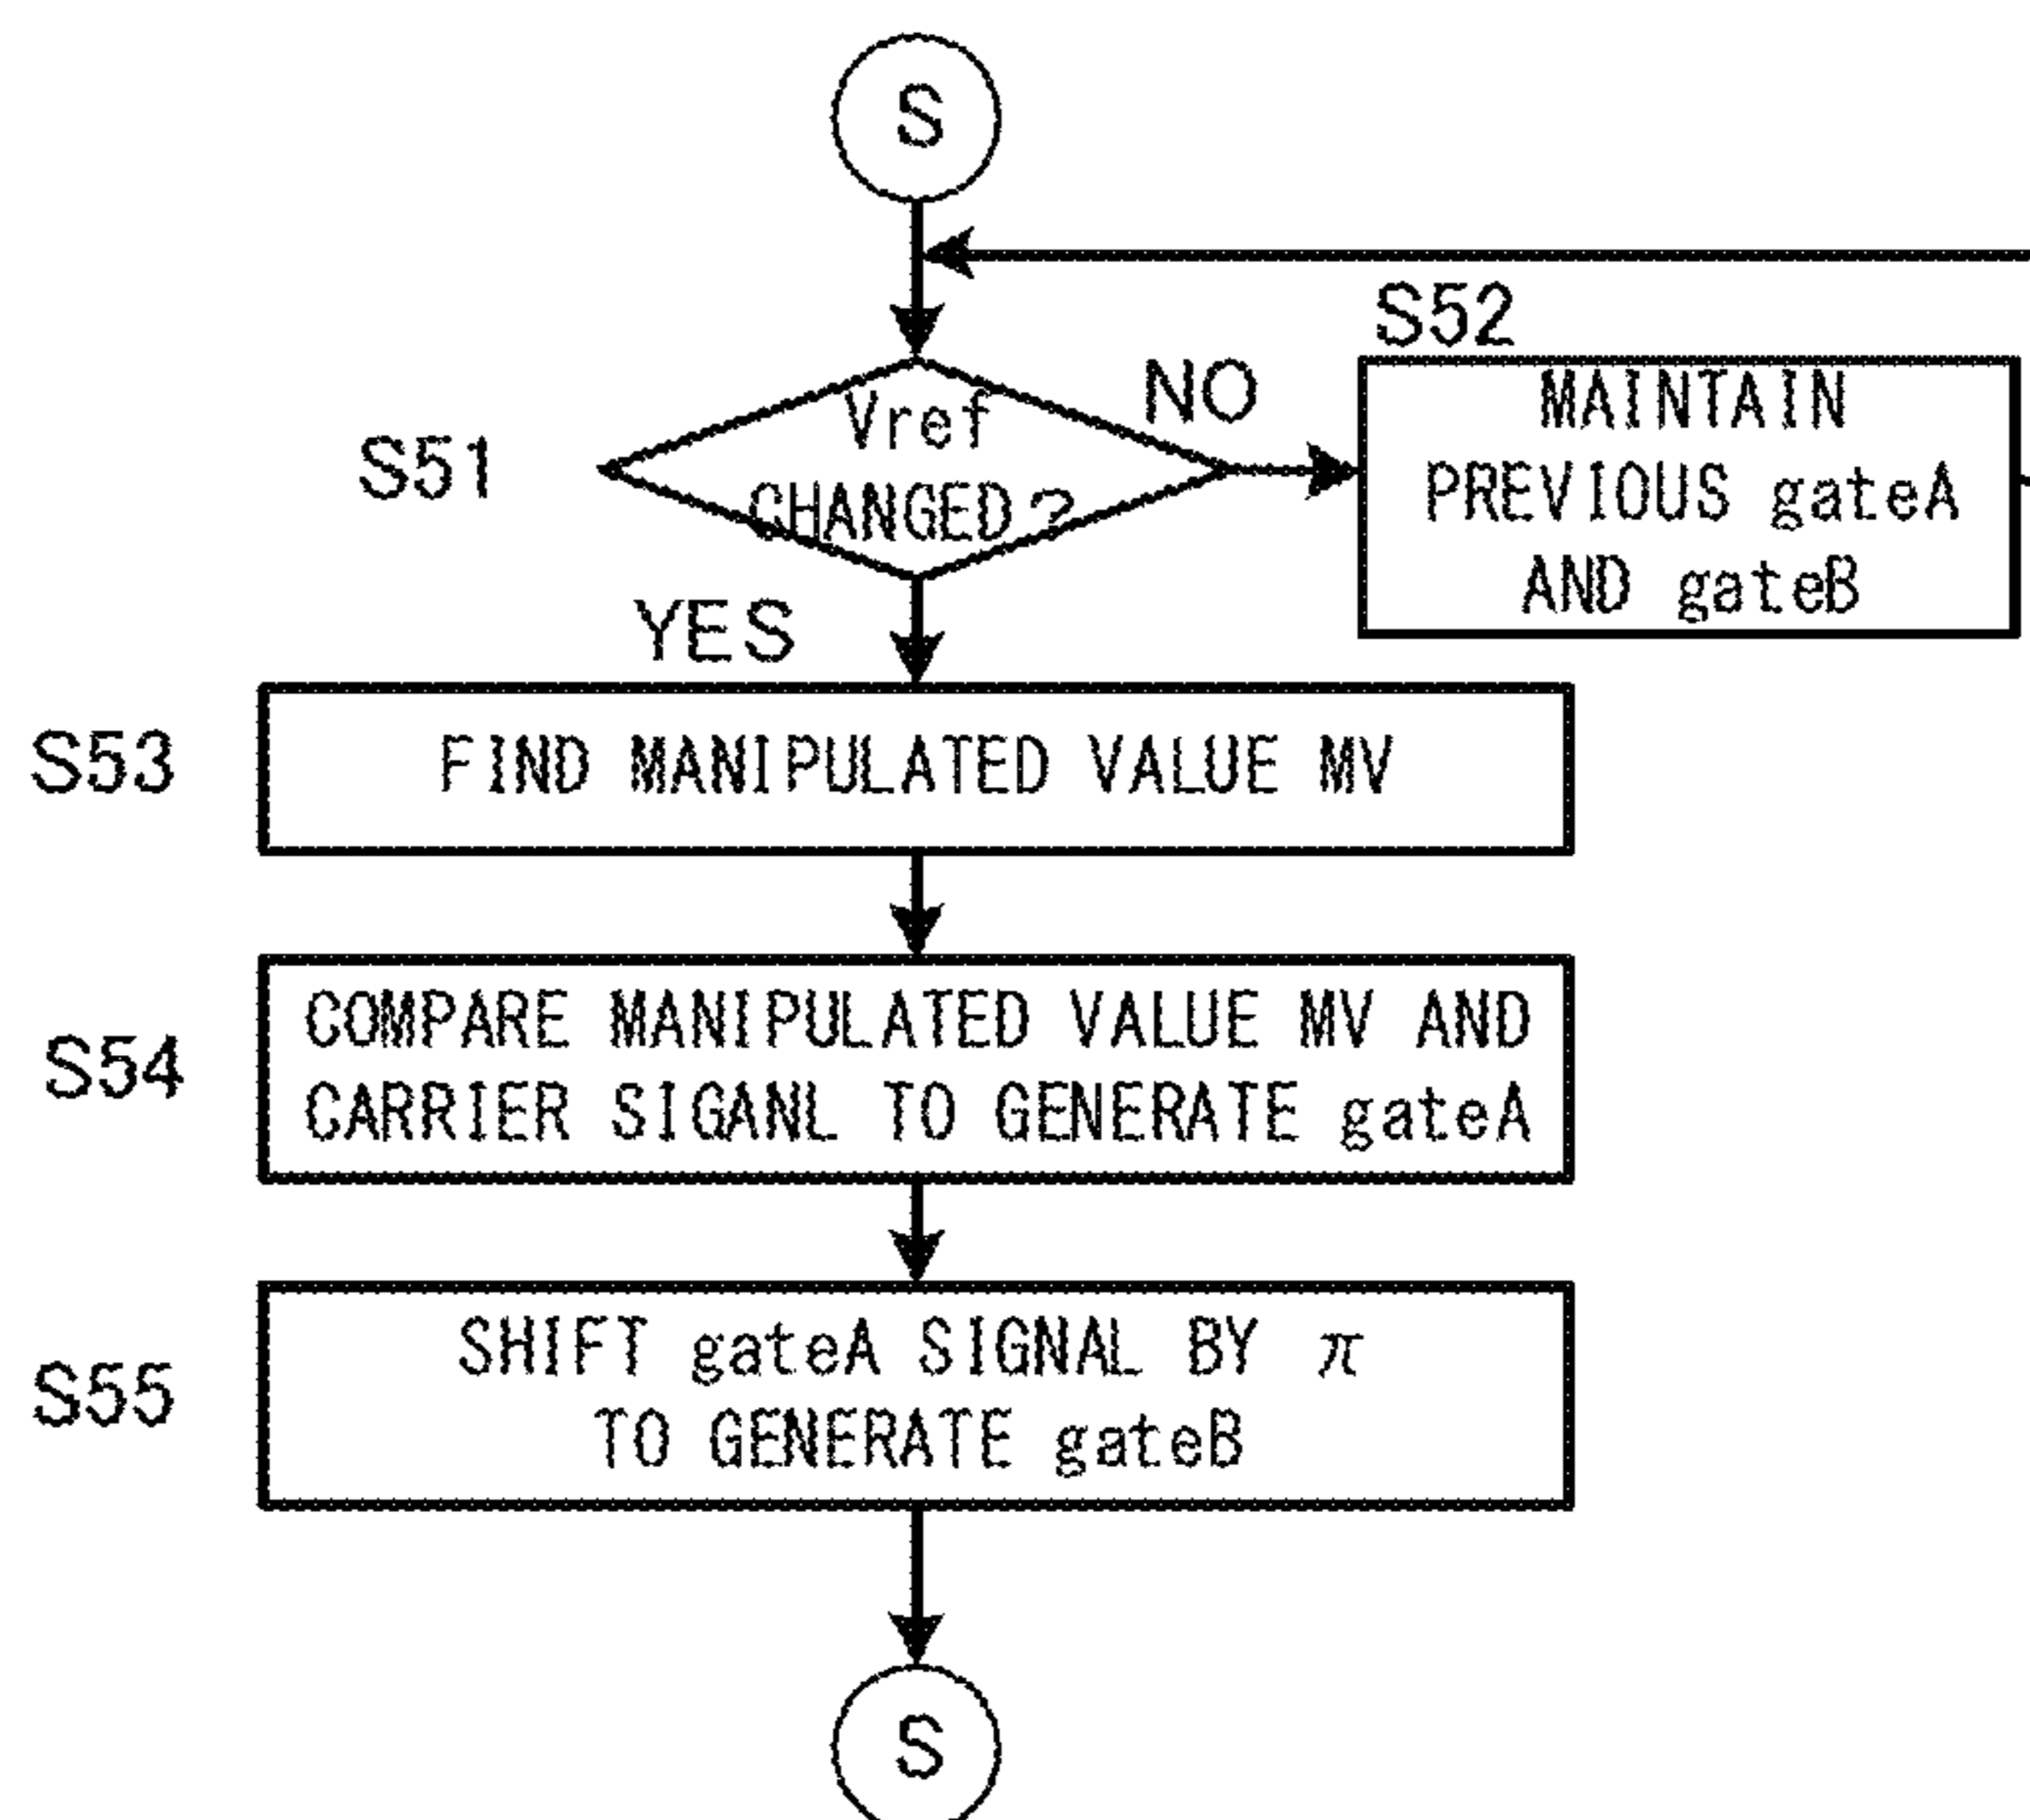 S
S52
NO
MAINTAIN
PREVIOUS gateA
AND gateB
S51
Vref
CHANGED?
YES
S53
FIND MANIPULATED VALUE MV
S54
COMPARE MANIPULATED VALUE MV AND
CARRIER SIGANL TO GENERATE gateA
S55
SHIFT gateA SIGNAL BY π
TO GENERATE gateB
S